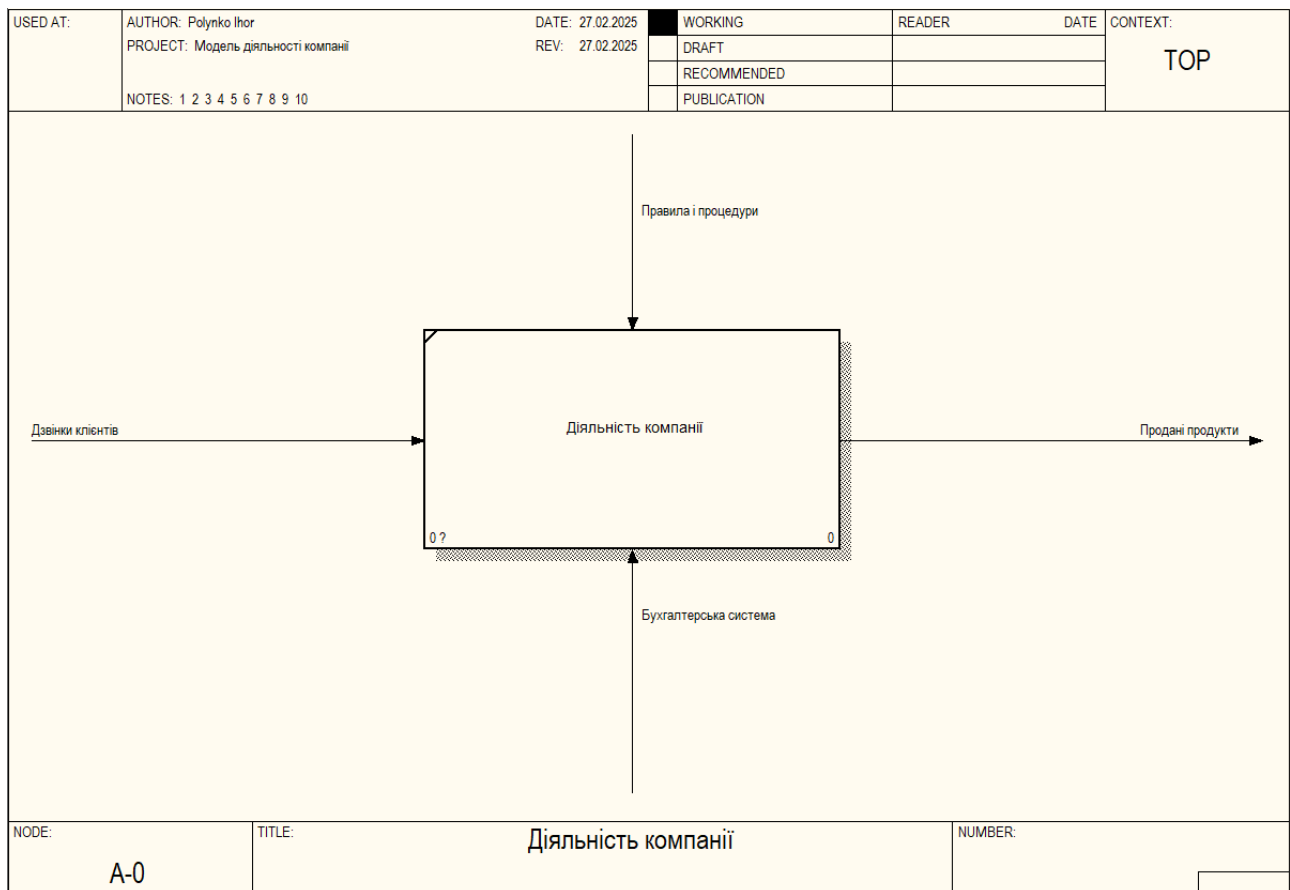 USED AT:
AUTHOR: Polynko Ihor
DATE: 27.02.2025
PROJECT: Модель діяльності компанії
REV: 27.02.2025
NOTES: 1 2 3 4 5 6 7 8 9 10
WORKING
DRAFT
RECOMMENDED
PUBLICATION
READER DATE
CONTEXT:
TOP
Правила і процедури
Дзвінки клієнтів
Діяльність компанії
Продані продукти
0 ?
0
Бухгалтерська система
NODE:
A-0
TITLE:
Діяльність компанії
NUMBER: